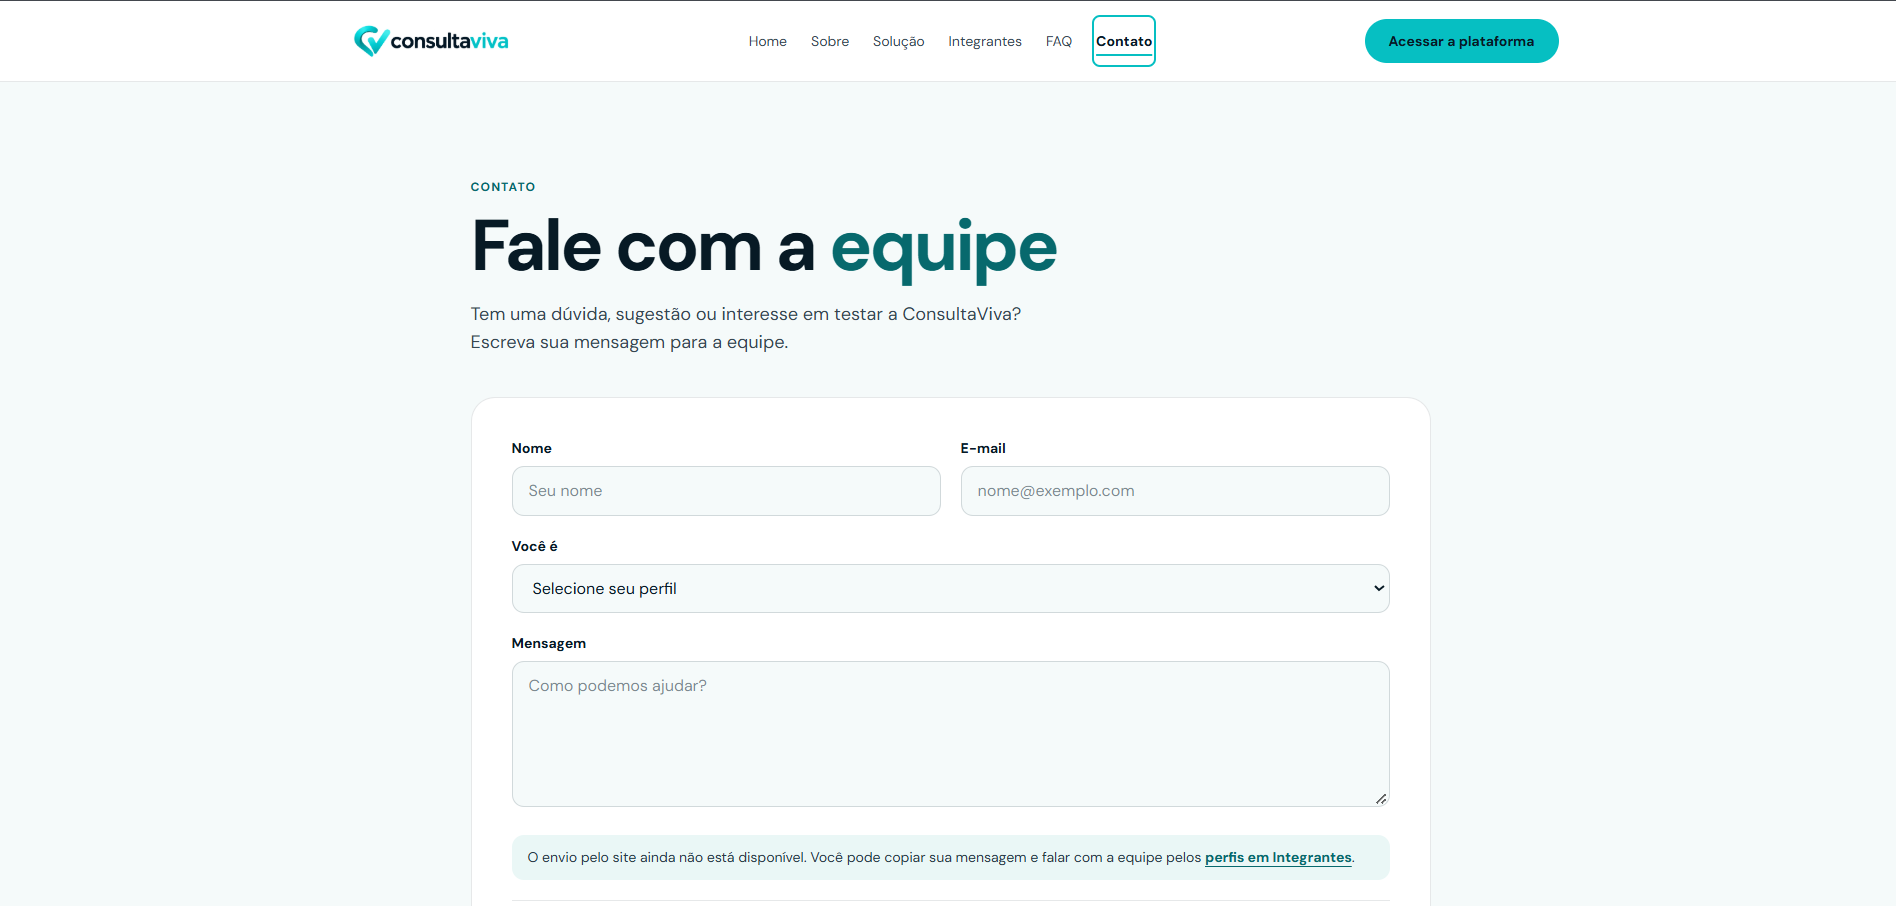 consultaviva
Home
Sobre
Solução
Integrantes
FAQ
Contato
Acessar a plataforma
CONTATO
Fale com a equipe
Tem uma dúvida, sugestão ou interesse em testar a ConsultaViva?
Escreva sua mensagem para a equipe.
Nome
E-mail
Seu nome
nome@exemplo.com
Você é
Selecione seu perfil
Mensagem
Como podemos ajudar?
O envio pelo site ainda não está disponível. Você pode copiar sua mensagem e falar com a equipe pelos perfis em Integrantes.